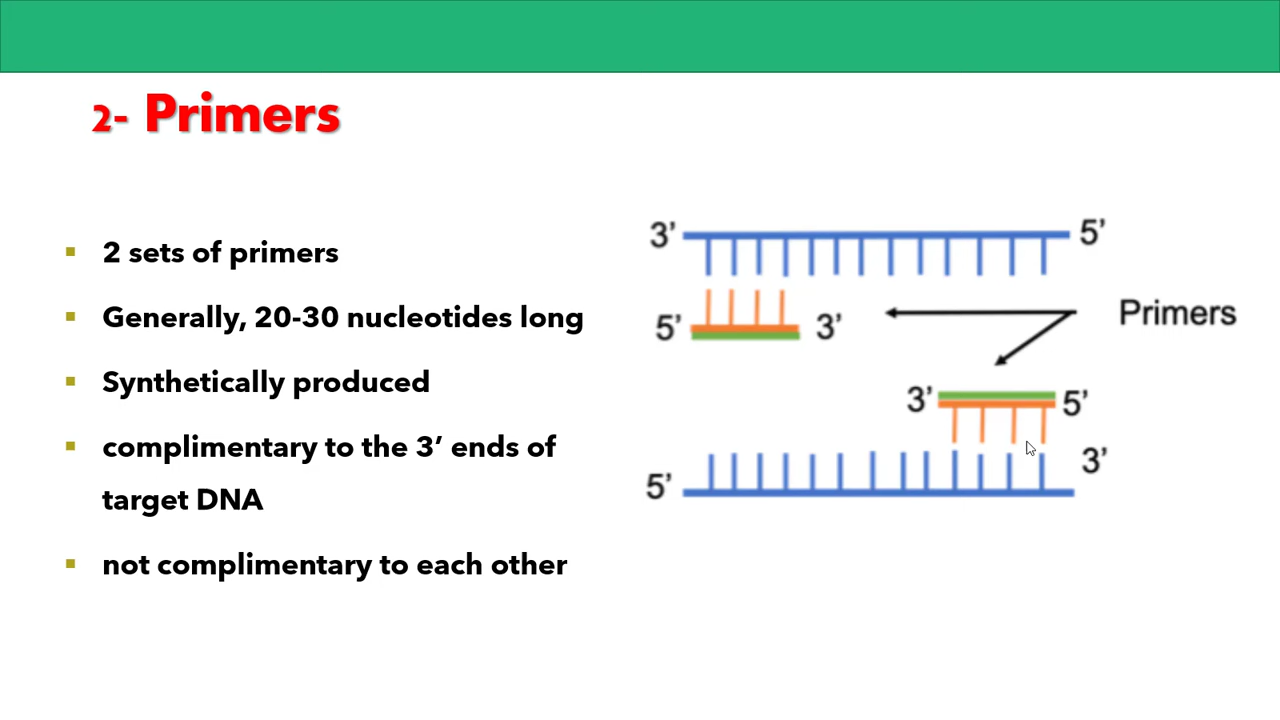 2- Primers
▪ 2 sets of primers
▪ Generally, 20-30 nucleotides long
▪ Synthetically produced
▪ complimentary to the 3’ ends of
target DNA
▪ not complimentary to each other
3’ 5’
5’ 3’
Primers
3’ 5’
5’ 3’